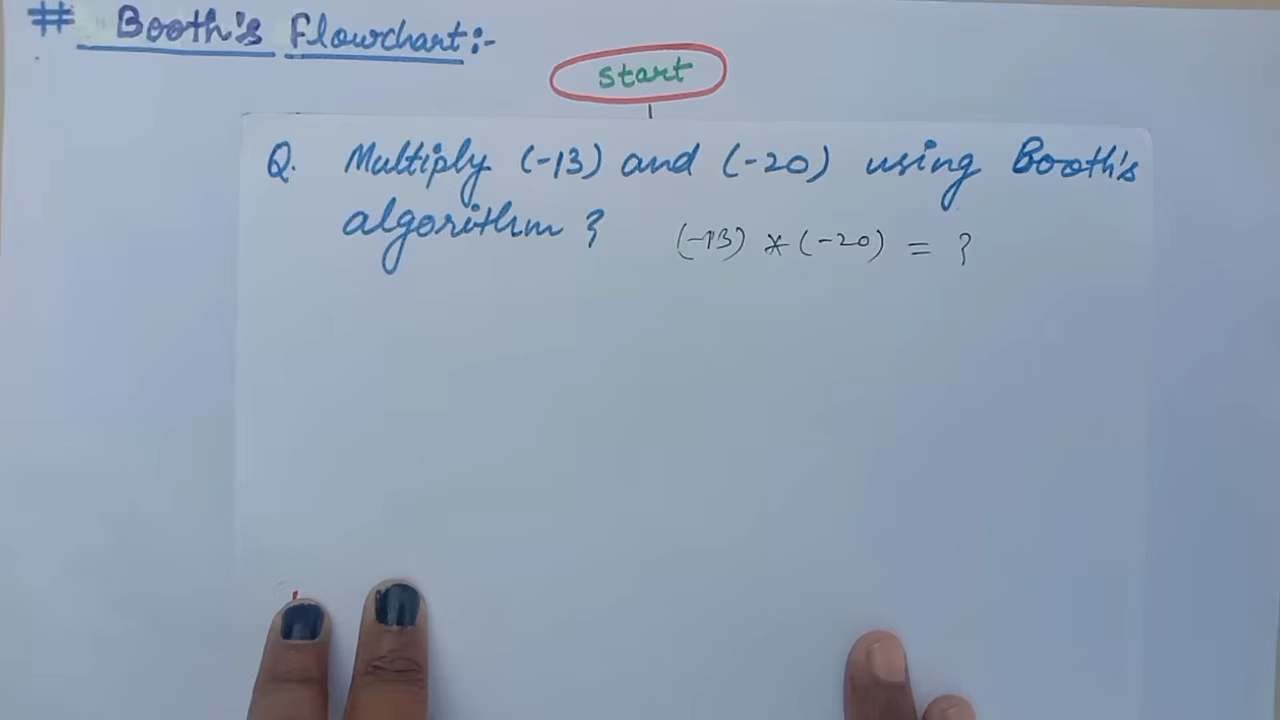 # Booth's Flowchart:-
start
Q. Multiply (-13) and (-20) using Booth's
algorithm ?
(-13) * (-20) = ?